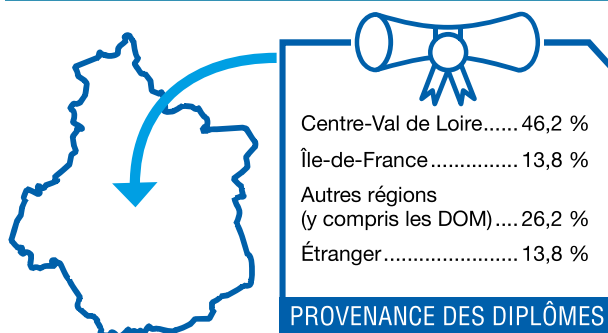 Centre-Val de Loire...... 46,2 %
Île-de-France............... 13,8 %
Autres régions
(y compris les DOM).... 26,2 %
Étranger....................... 13,8 %
PROVENANCE DES DIPLÔMES